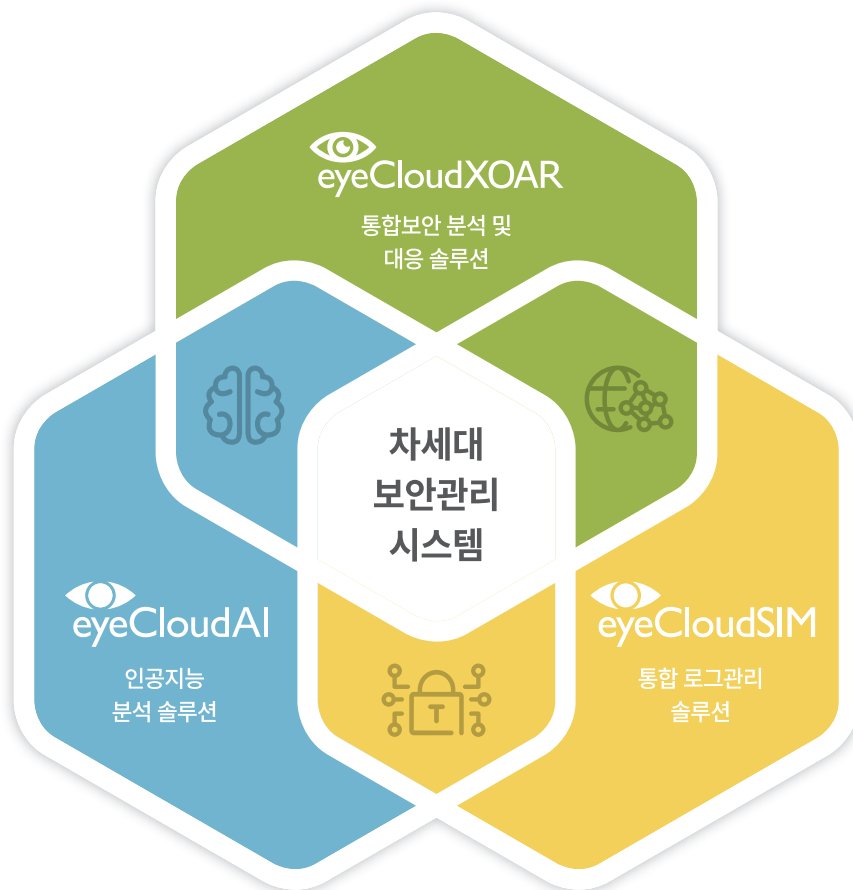 eyeCloudXOAR
통합보안 분석 및
대응 솔루션
차세대
보안관리
시스템
eyeCloudAI
인공지능
분석 솔루션
eyeCloudSIM
통합 로그관리
솔루션